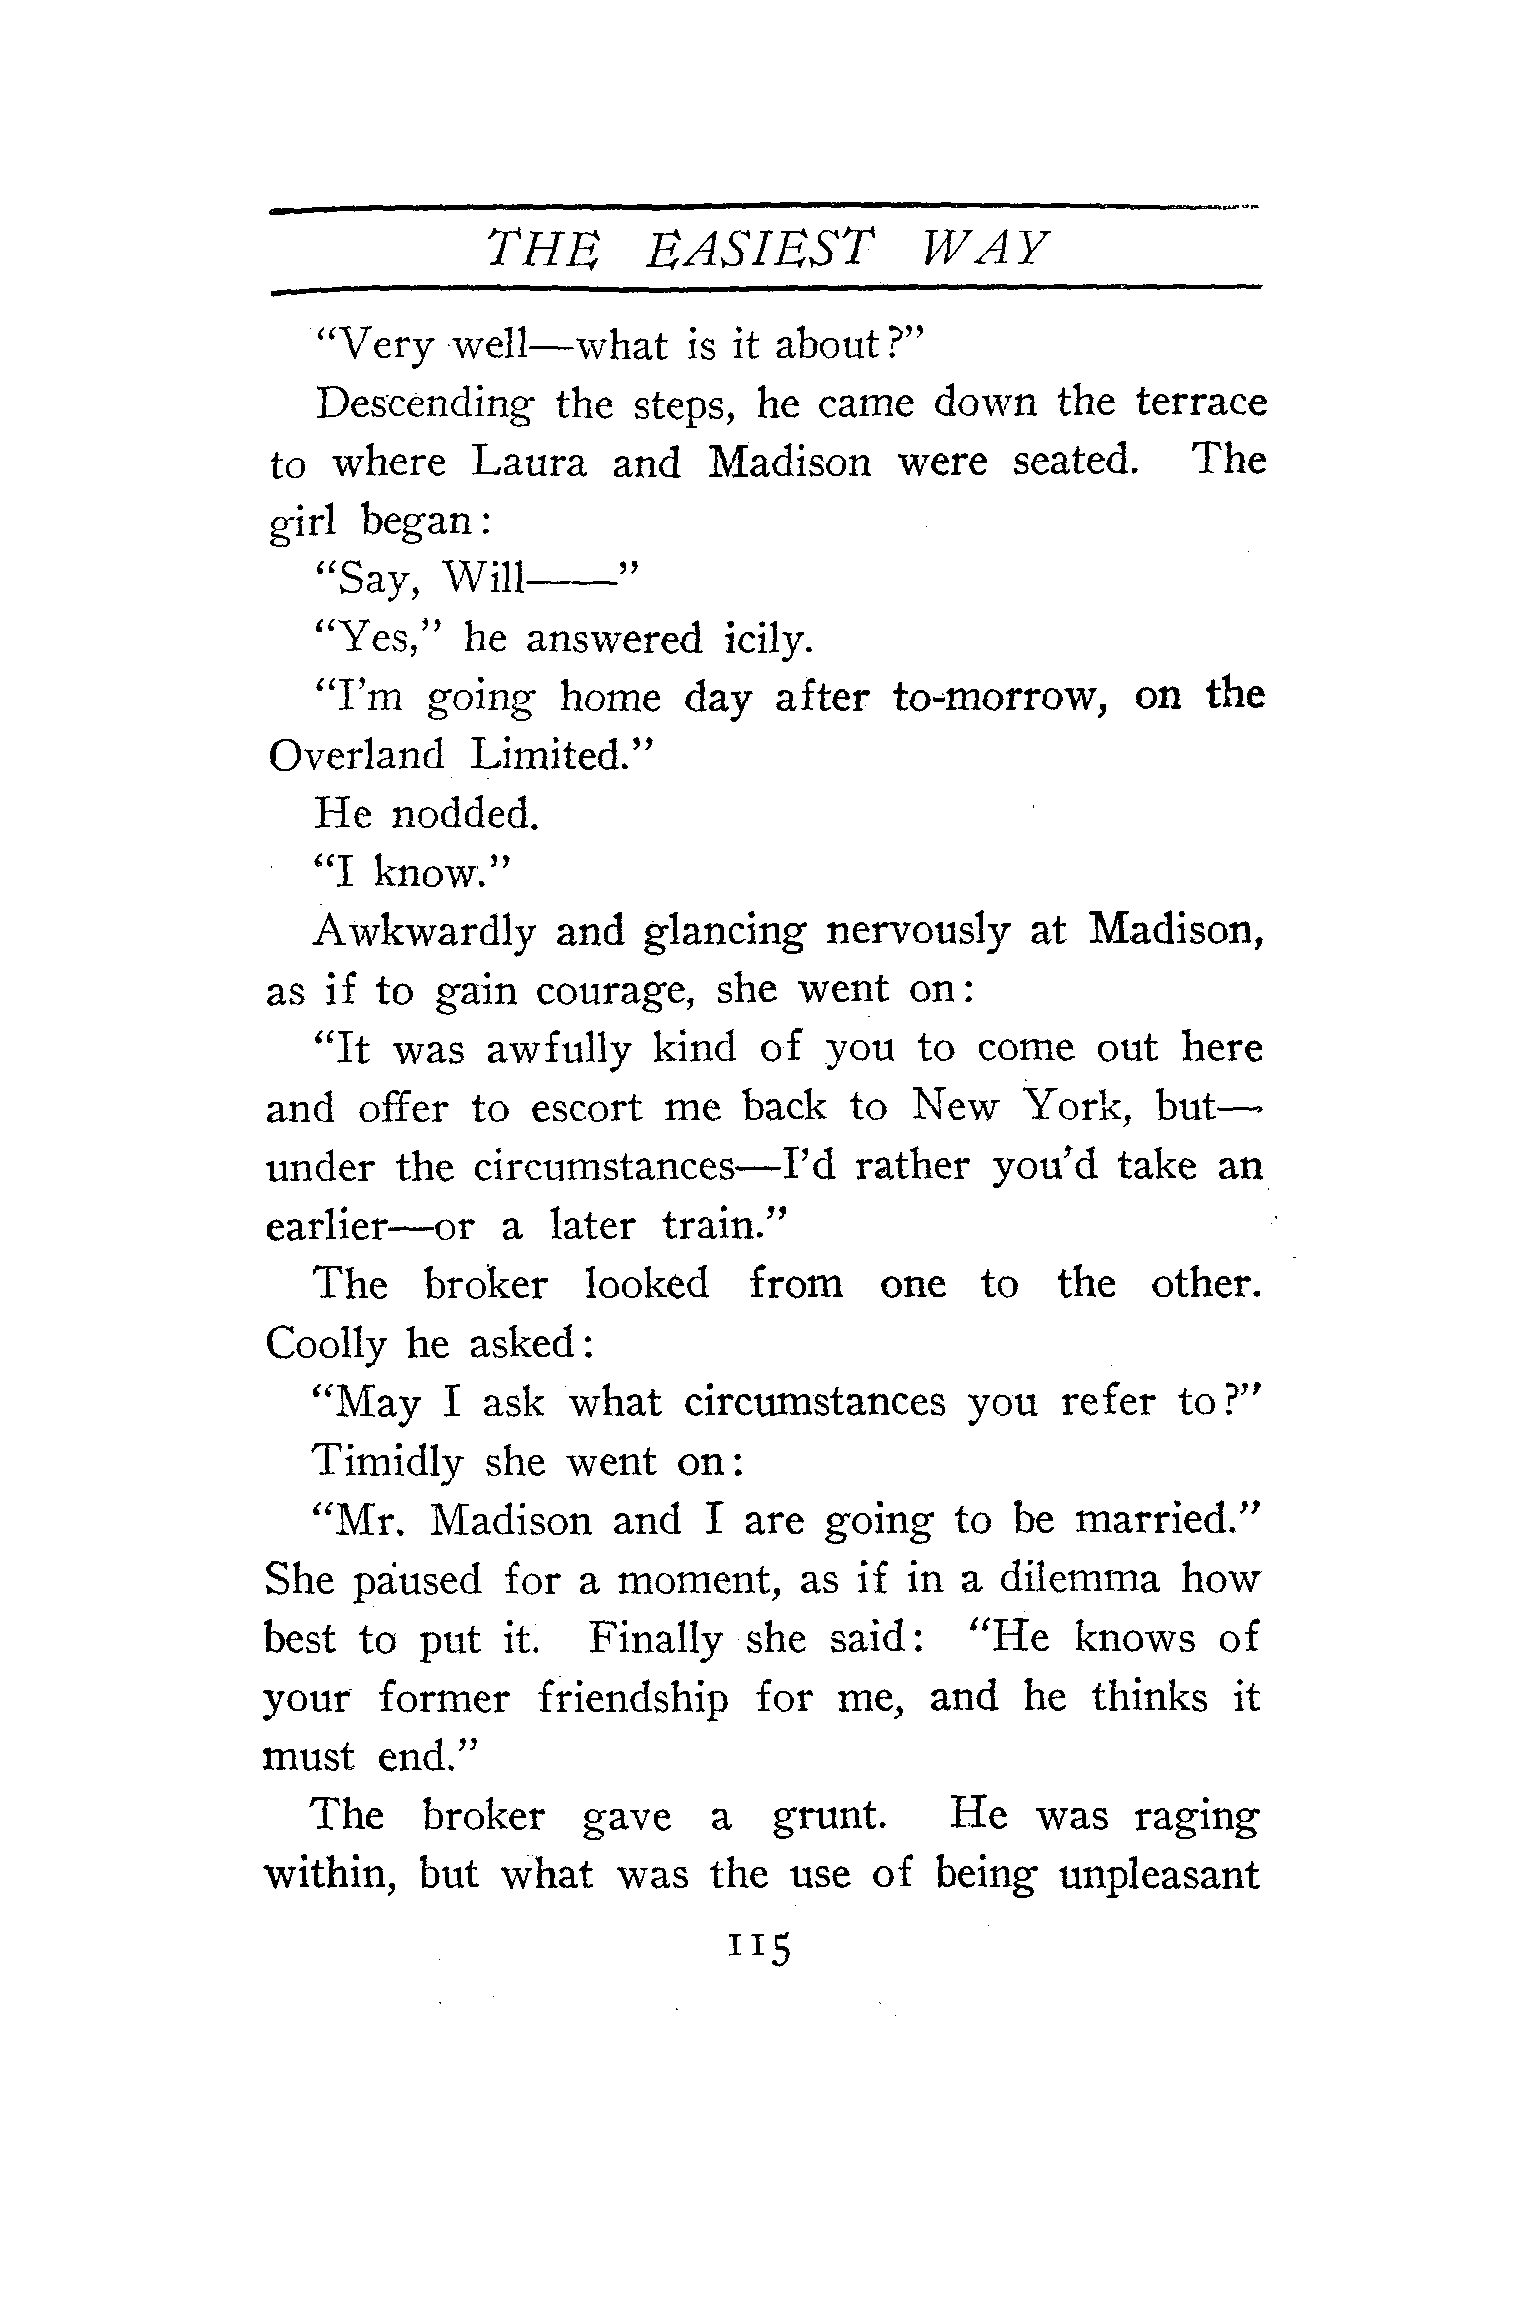 THE EASIEST WAY
“Very well—what is it about?”
Descending the steps, he came down the terrace
to where Laura and Madison were seated. The
girl began:
“Say, Will——”
“Yes,” he answered icily.
“I’m going home day after to-morrow, on the
Overland Limited.”
He nodded.
“I know.”
Awkwardly and glancing nervously at Madison,
as if to gain courage, she went on:
“It was awfully kind of you to come out here
and offer to escort me back to New York, but—
under the circumstances—I’d rather you’d take an
earlier—or a later train.”
The broker looked from one to the other.
Coolly he asked:
“May I ask what circumstances you refer to?”
Timidly she went on:
“Mr. Madison and I are going to be married.”
She paused for a moment, as if in a dilemma how
best to put it. Finally she said: “He knows of
your former friendship for me, and he thinks it
must end.”
The broker gave a grunt. He was raging
within, but what was the use of being unpleasant
115